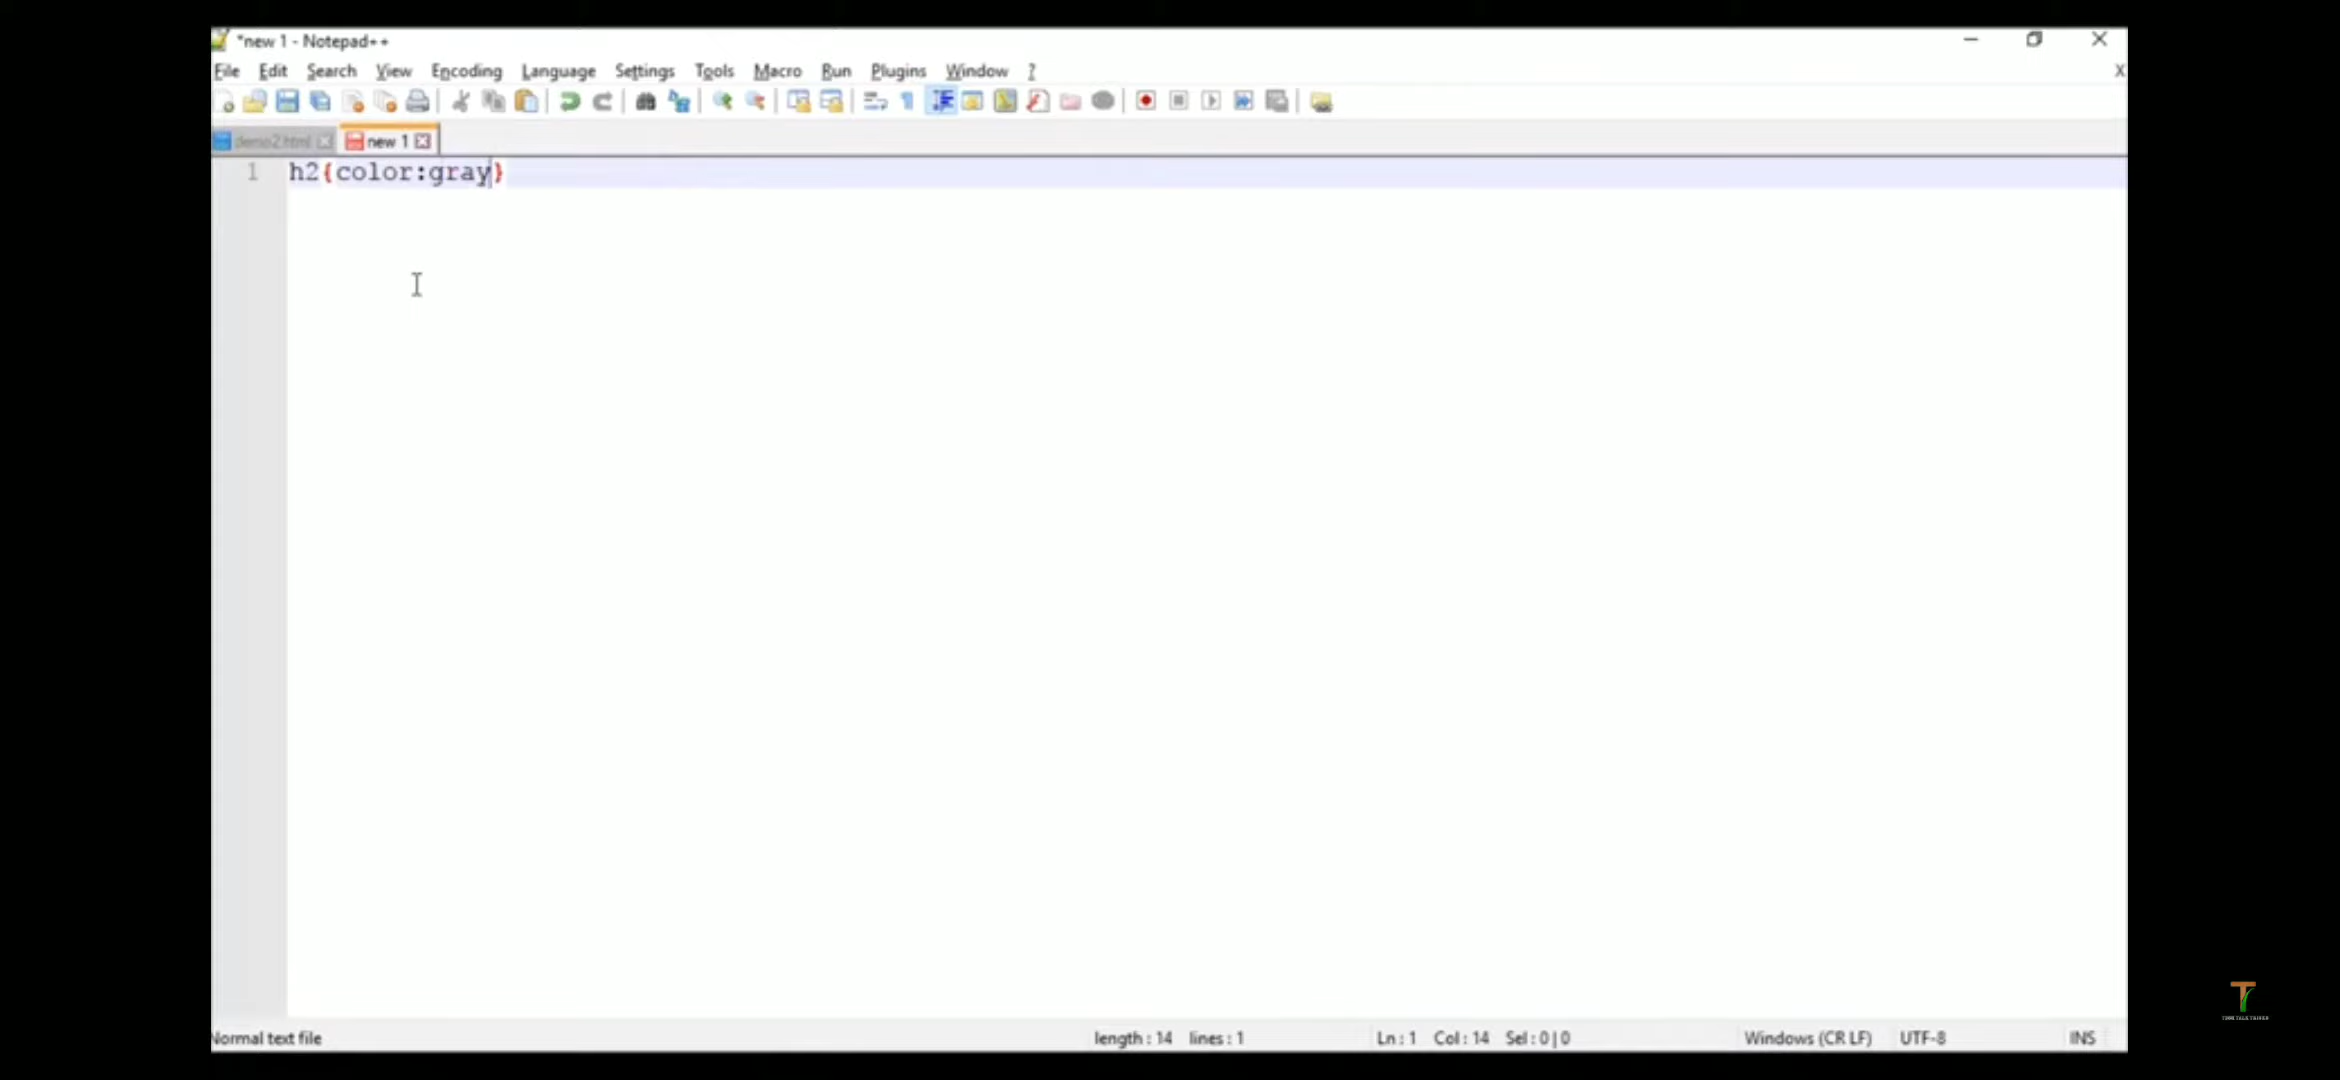 *new 1 - Notepad++
File Edit Search View Encoding Language Settings Tools Macro Run Plugins Window ? X
demo2.html new 1
1 h2{color:gray}
Normal text file length : 14 lines : 1 Ln : 1 Col : 14 Sel : 0 | 0 Windows (CR LF) UTF-8 INS